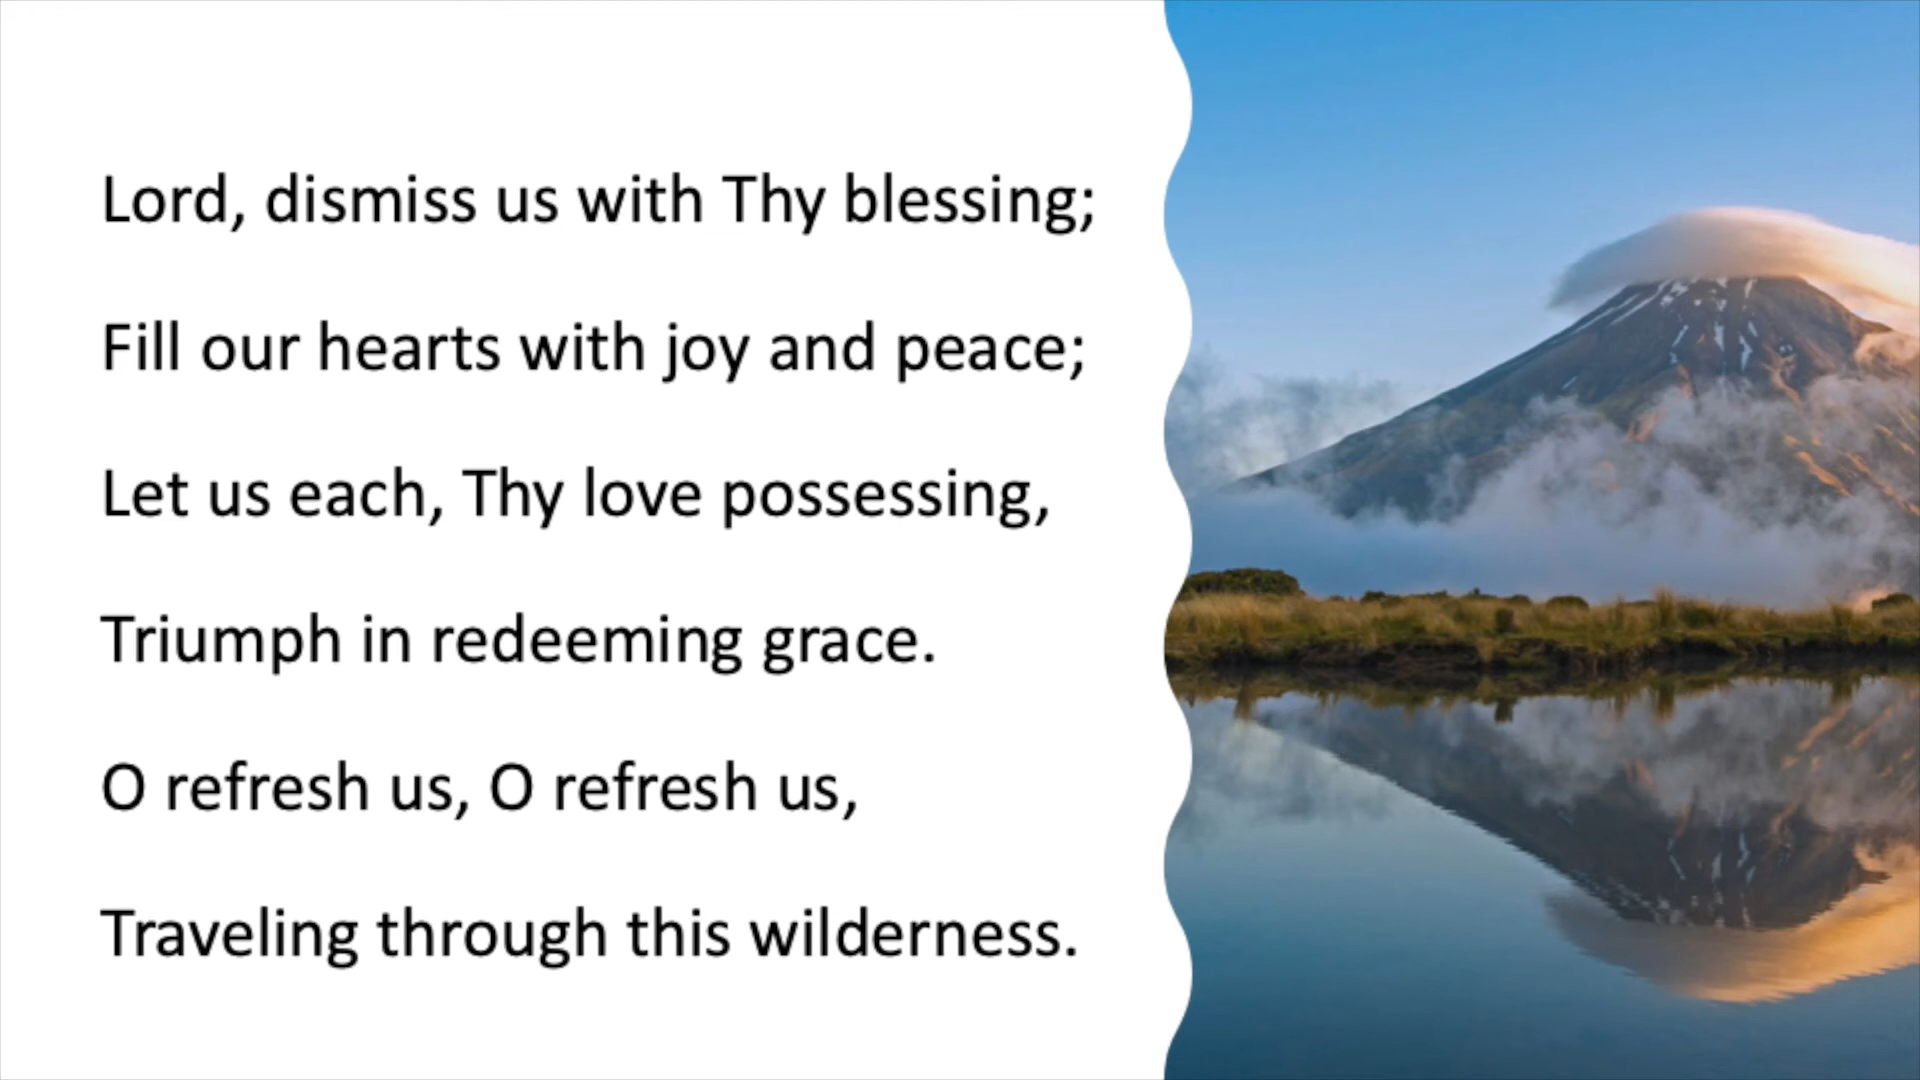 Lord, dismiss us with Thy blessing;
Fill our hearts with joy and peace;
Let us each, Thy love possessing,
Triumph in redeeming grace.
O refresh us, O refresh us,
Traveling through this wilderness.